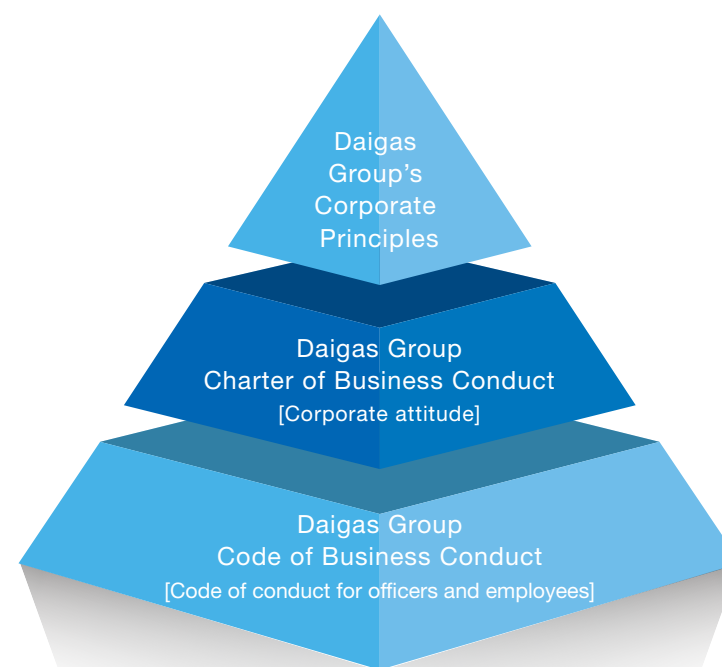 Daigas
Group’s
Corporate
Principles
Daigas Group
Charter of Business Conduct
[Corporate attitude]
Daigas Group
Code of Business Conduct
[Code of conduct for officers and employees]